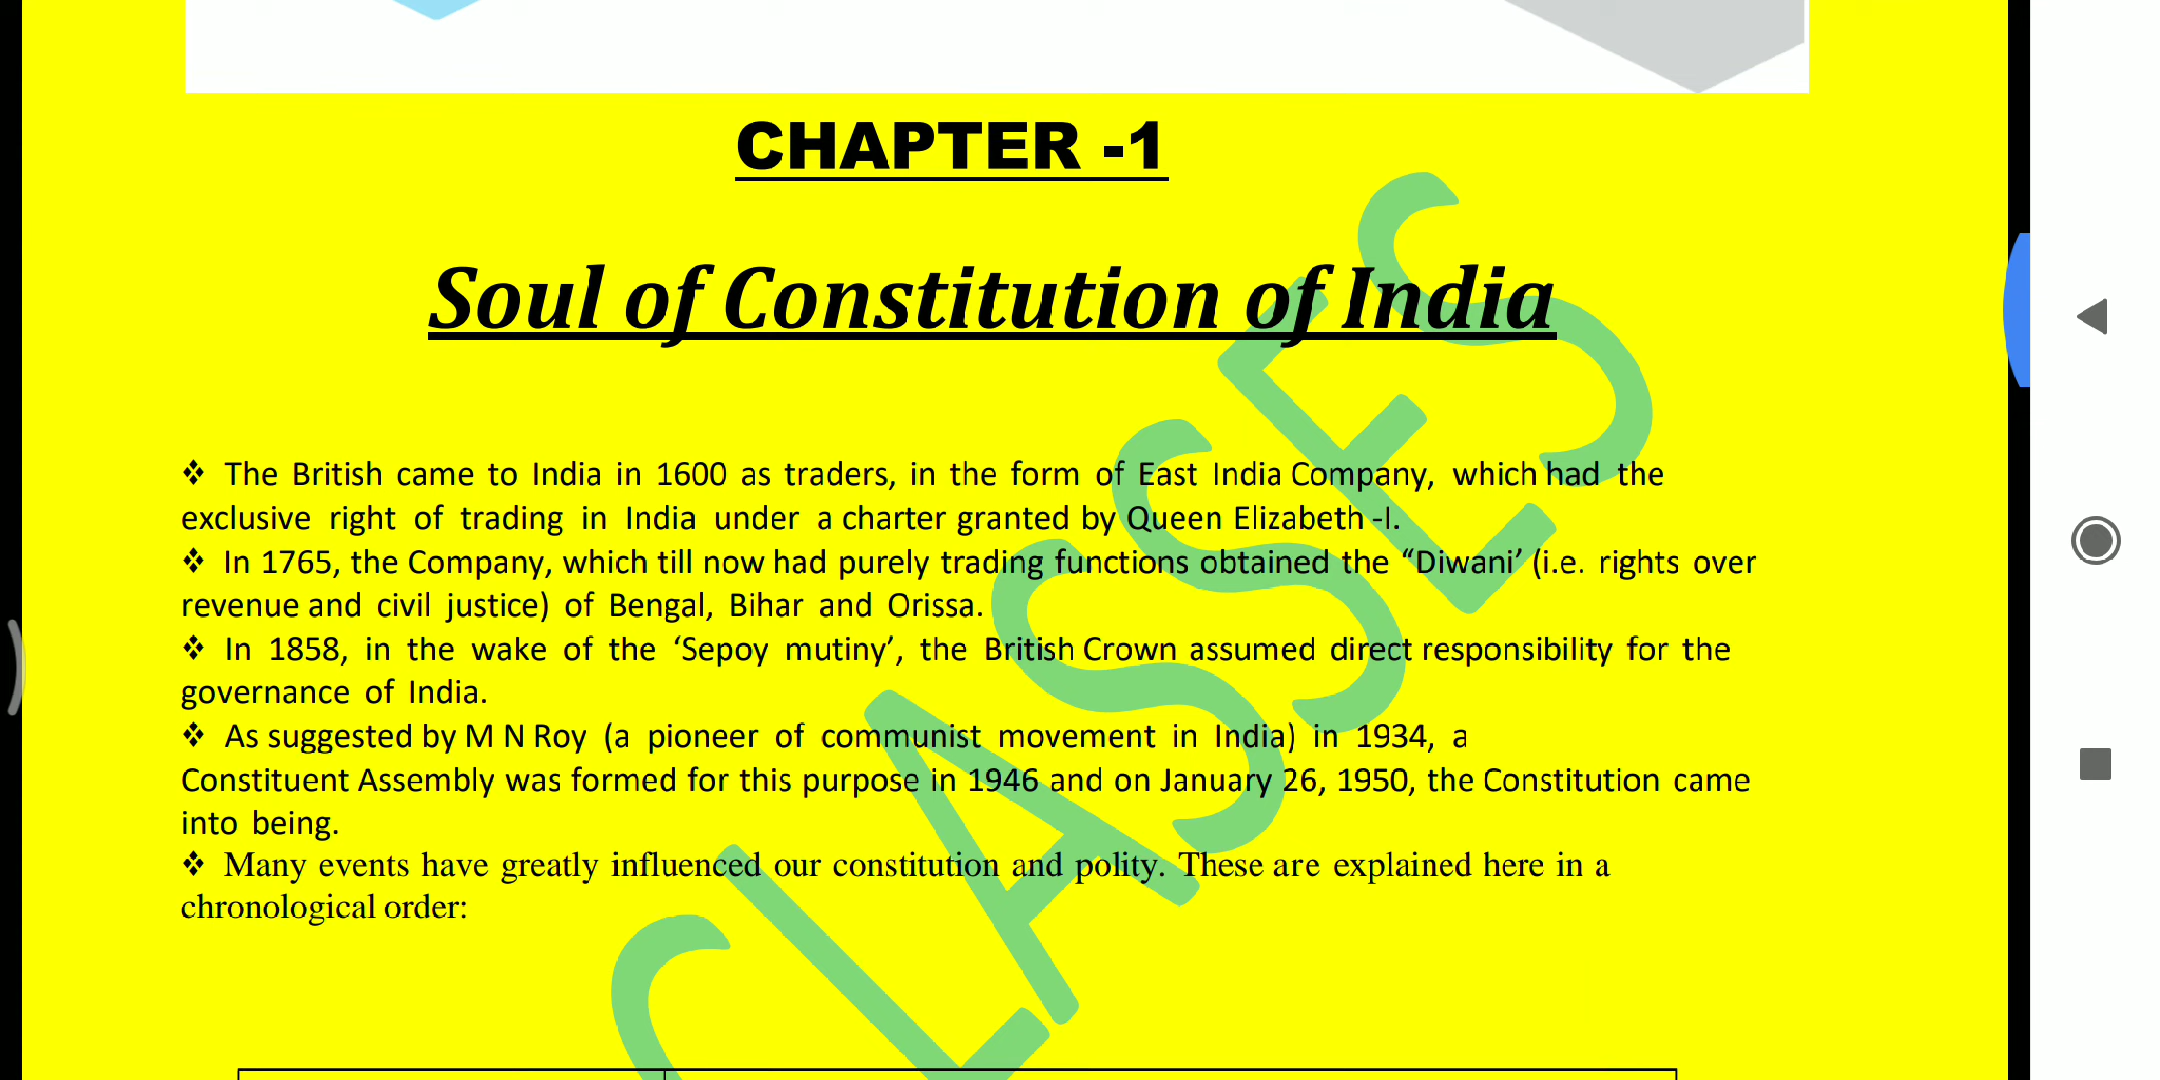 CHAPTER -1
Soul of Constitution of India
❖ The British came to India in 1600 as traders, in the form of East India Company, which had the
exclusive right of trading in India under a charter granted by Queen Elizabeth -I.
❖ In 1765, the Company, which till now had purely trading functions obtained the “Diwani’ (i.e. rights over
revenue and civil justice) of Bengal, Bihar and Orissa.
❖ In 1858, in the wake of the ‘Sepoy mutiny’, the British Crown assumed direct responsibility for the
governance of India.
❖ As suggested by M N Roy (a pioneer of communist movement in India) in 1934, a
Constituent Assembly was formed for this purpose in 1946 and on January 26, 1950, the Constitution came
into being.
❖ Many events have greatly influenced our constitution and polity. These are explained here in a
chronological order:
CLASSES